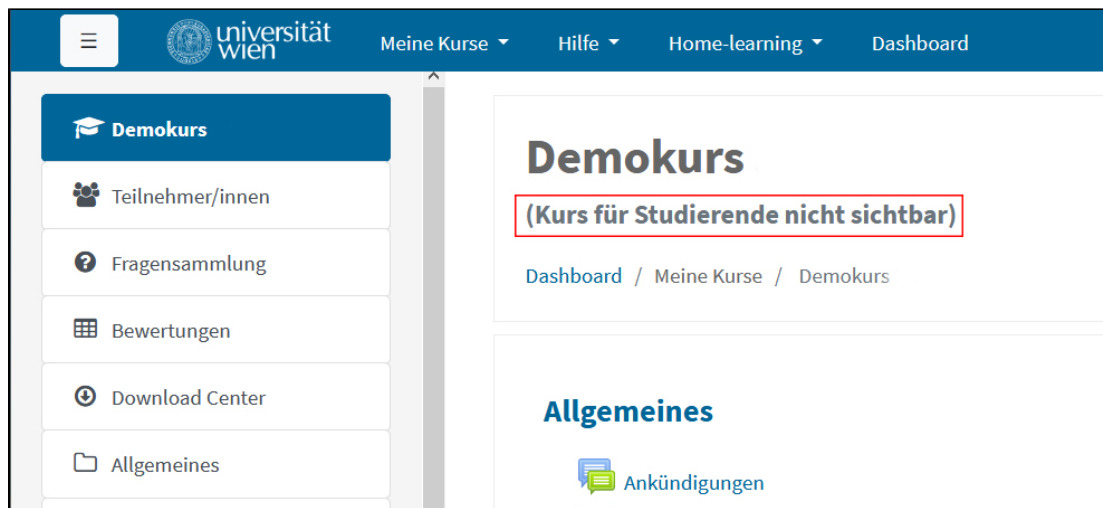 universität
wien
Meine Kurse
Hilfe
Home-learning
Dashboard
Demokurs
Teilnehmer/innen
Fragensammlung
Bewertungen
Download Center
Allgemeines
Demokurs
(Kurs für Studierende nicht sichtbar)
Dashboard / Meine Kurse / Demokurs
Allgemeines
Ankündigungen